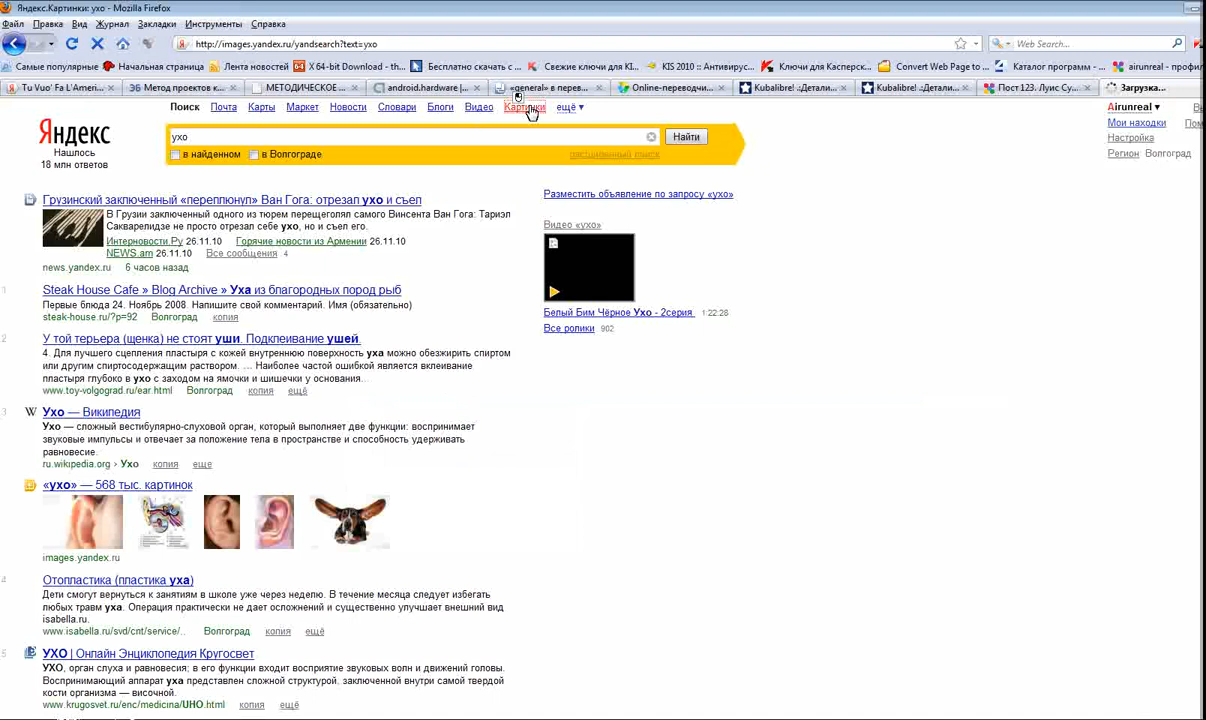 Яндекс.Картинки: ухо - Mozilla Firefox
Файл Правка Вид Журнал Закладки Инструменты Справка
http://images.yandex.ru/yandsearch?text=ухо
Web Search...
Самые популярные Начальная страница Лента новостей X 64-bit Download - th... Бесплатно скачать с ... Свежие ключи для KI... KIS 2010 :: Антивирус... Ключи для Касперск... Convert Web Page to ... Каталог программ -... airunreal - профил
Tu Vuo' Fa L'Ameri... Метод проектов к... МЕТОДИЧЕСКОЕ ... android.hardware |... «general» в перев... Online-переводчи... Kubalibre! .:Детали... Kubalibre! .:Детали... Пост 123. Луис Су... Загрузка...
Поиск Почта Карты Маркет Новости Словари Блоги Видео Картинки ещё ▼
Airunreal ▼
Мои находки
Настройка
Регион Волгоград
Яндекс
Нашлось
18 млн ответов
ухо
Найти
в найденном в Волгограде расширенный поиск
Грузинский заключенный «переплюнул» Ван Гога: отрезал ухо и съел
В Грузии заключенный одного из тюрем перещеголял самого Винсента Ван Гога: Тариэл
Сакварелидзе не просто отрезал себе ухо, но и съел его.
Интерновости.Ру 26.11.10 Горячие новости из Армении 26.11.10
NEWS.am 26.11.10 Все сообщения 4
news.yandex.ru 6 часов назад
Разместить объявление по запросу «ухо»
Видео «ухо»
Белый Бим Чёрное Ухо - 2серия. 1:22:28
Все ролики 902
1 Steak House Cafe » Blog Archive » Уха из благородных пород рыб
Первые блюда 24. Ноябрь 2008. Напишите свой комментарий. Имя (обязательно)
steak-house.ru/?p=92 Волгоград копия
2 У той терьера (щенка) не стоят уши. Подклеивание ушей.
4. Для лучшего сцепления пластыря с кожей внутреннюю поверхность уха можно обезжирить спиртом
или другим спиртосодержащим раствором. ... Наиболее частой ошибкой является вклеивание
пластыря глубоко в ухо с заходом на ямочки и шишечки у основания.
www.toy-volgograd.ru/ear.html Волгоград копия ещё
3 W Ухо — Википедия
Ухо — сложный вестибулярно-слуховой орган, который выполняет две функции: воспринимает
звуковые импульсы и отвечает за положение тела в пространстве и способность удерживать
равновесие.
ru.wikipedia.org › Ухо копия еще
«ухо» — 568 тыс. картинок
images.yandex.ru
4 Отопластика (пластика уха)
Дети смогут вернуться к занятиям в школе уже через неделю. В течение месяца следует избегать
любых травм уха. Операция практически не дает осложнений и существенно улучшает внешний вид
isabella.ru.
www.isabella.ru/svd/cnt/service/.. Волгоград копия ещё
5 УХО | Онлайн Энциклопедия Кругосвет
УХО, орган слуха и равновесия; в его функции входит восприятие звуковых волн и движений головы.
Воспринимающий аппарат уха представлен сложной структурой. заключенной внутри самой твердой
кости организма — височной.
www.krugosvet.ru/enc/medicina/UHO.html копия ещё